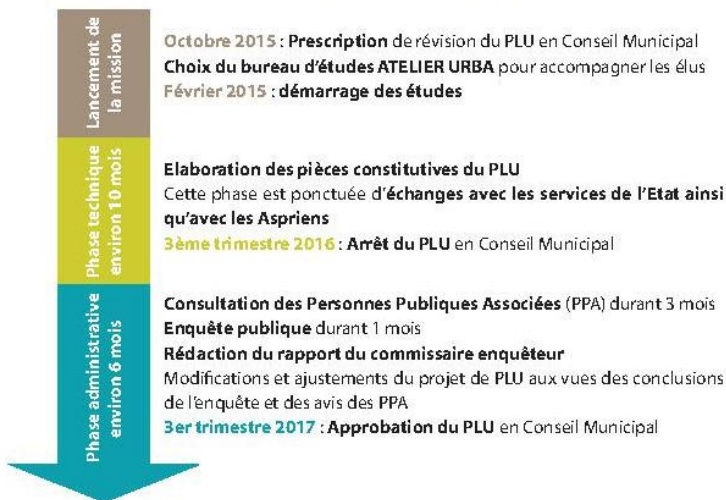 Lancement de
la mission
Octobre 2015 : Prescription de révision du PLU en Conseil Municipal
Choix du bureau d'études ATELIER URBA pour accompagner les élus
Février 2015 : démarrage des études
Phase technique
environ 10 mois
Elaboration des pièces constitutives du PLU
Cette phase est ponctuée d'échanges avec les services de l'Etat ainsi
qu'avec les Aspriens
3ème trimestre 2016 : Arrêt du PLU en Conseil Municipal
Phase administrative
environ 6 mois
Consultation des Personnes Publiques Associées (PPA) durant 3 mois
Enquête publique durant 1 mois
Rédaction du rapport du commissaire enquêteur
Modifications et ajustements du projet de PLU aux vues des conclusions
de l'enquête et des avis des PPA
3er trimestre 2017 : Approbation du PLU en Conseil Municipal